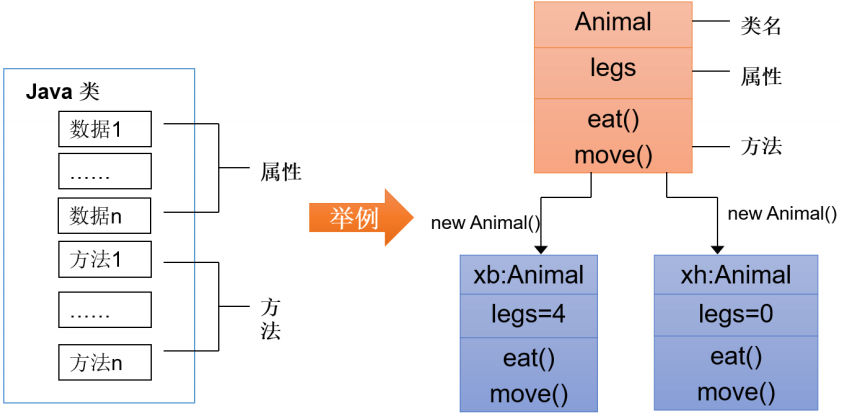 Java 类
数据1
……
数据n
方法1
……
方法n
属性
方
法
举例
Animal
legs
eat()
move()
类名
属性
方法
new Animal()
new Animal()
xb:Animal
legs=4
eat()
move()
xh:Animal
legs=0
eat()
move()